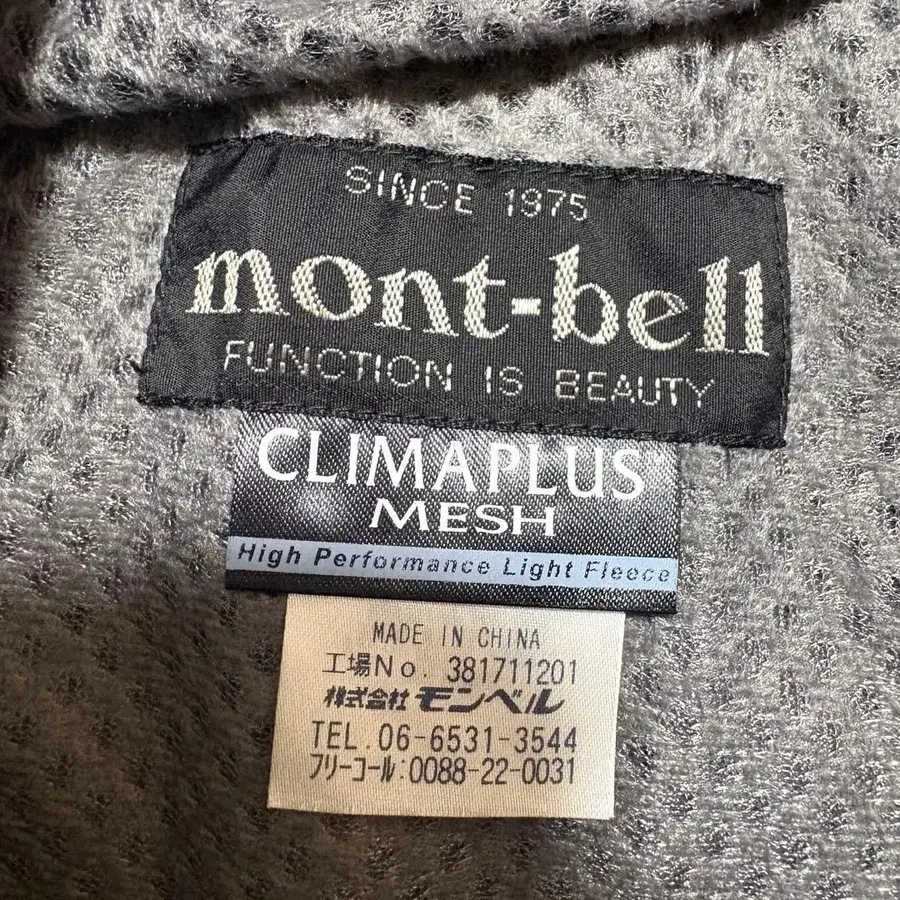 SINCE 1975
mont-bell
FUNCTION IS BEAUTY
CLIMAPLUS®
MESH
High Performance Light Fleece
MADE IN CHINA
工場No. 381711201
株式会社 モンベル
TEL.06-6531-3544
フリーコール:0088-22-0031